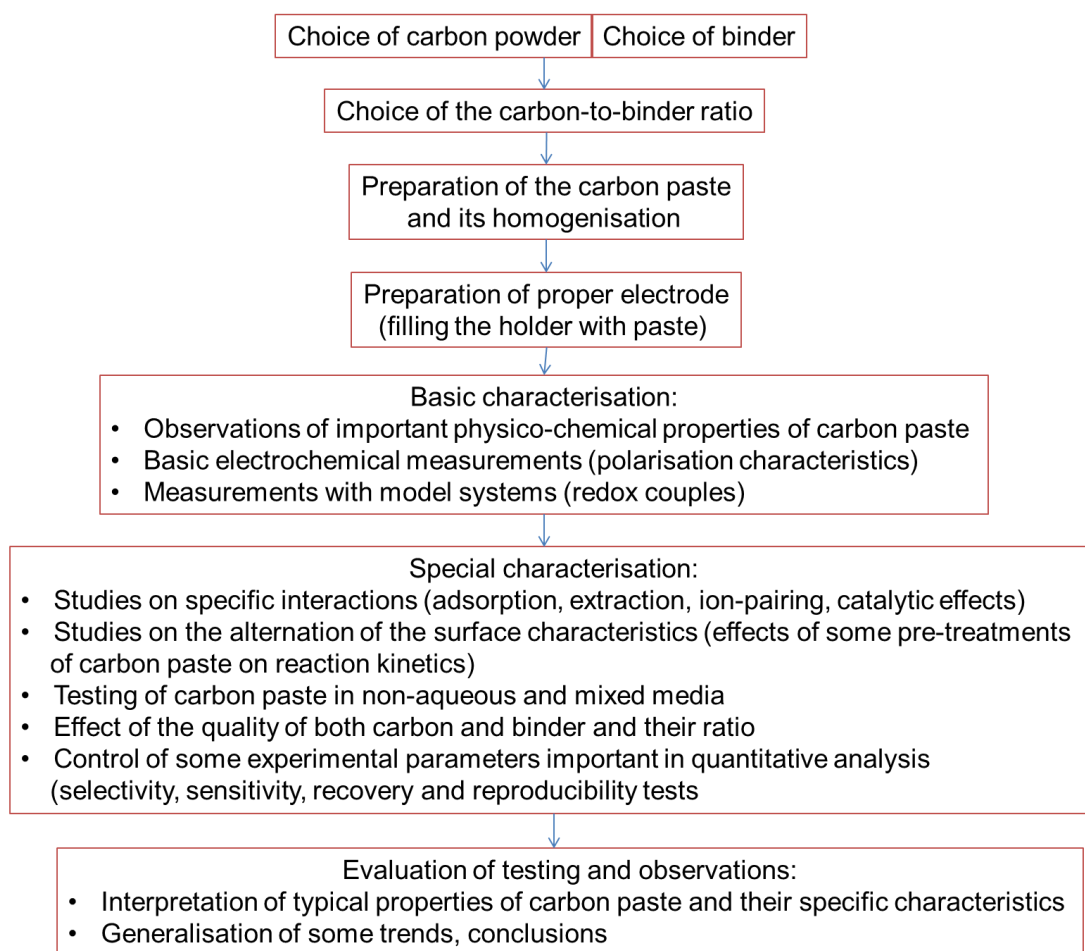 Choice of carbon powder Choice of binder
Choice of the carbon-to-binder ratio
Preparation of the carbon paste
and its homogenisation
Preparation of proper electrode
(filling the holder with paste)
Basic characterisation:
• Observations of important physico-chemical properties of carbon paste
• Basic electrochemical measurements (polarisation characteristics)
• Measurements with model systems (redox couples)
Special characterisation:
• Studies on specific interactions (adsorption, extraction, ion-pairing, catalytic effects)
• Studies on the alternation of the surface characteristics (effects of some pre-treatments
of carbon paste on reaction kinetics)
• Testing of carbon paste in non-aqueous and mixed media
• Effect of the quality of both carbon and binder and their ratio
• Control of some experimental parameters important in quantitative analysis
(selectivity, sensitivity, recovery and reproducibility tests
Evaluation of testing and observations:
• Interpretation of typical properties of carbon paste and their specific characteristics
• Generalisation of some trends, conclusions